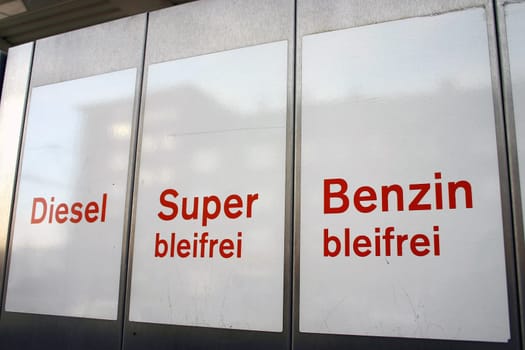 Diesel
Super
bleifrei
Benzin
bleifrei